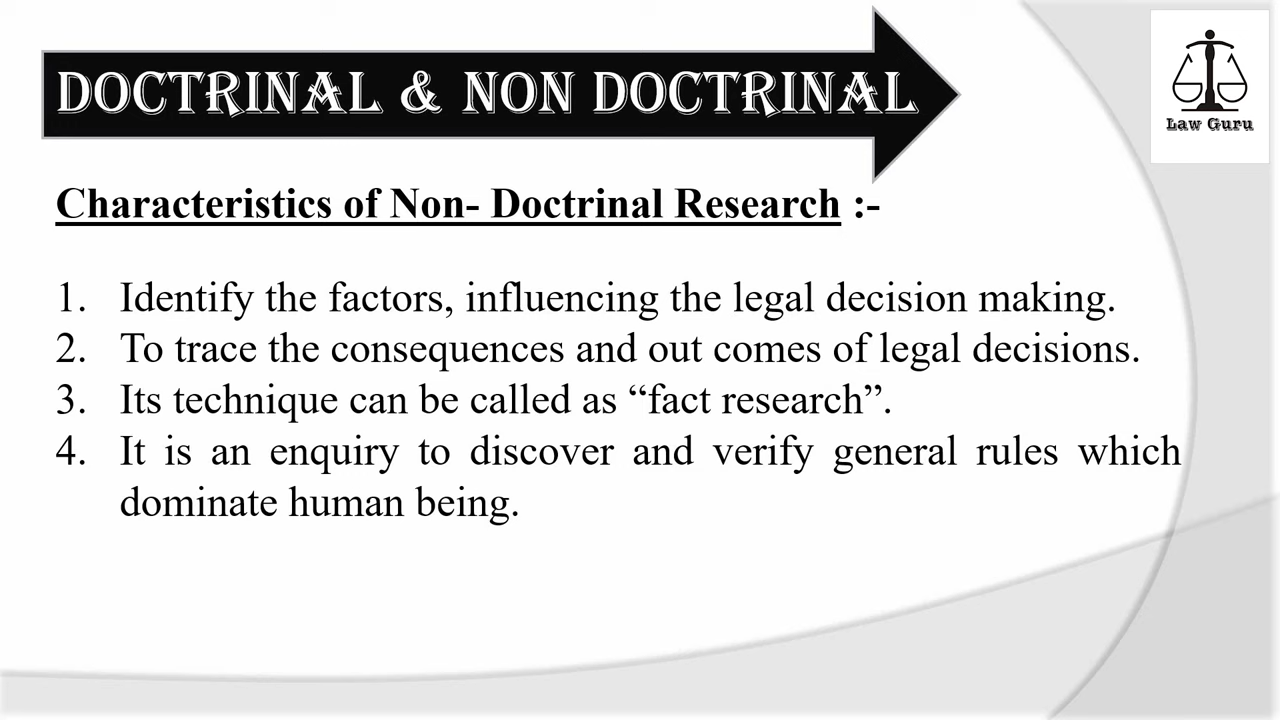 DOCTRINAL & NON DOCTRINAL
Law Guru
Characteristics of Non- Doctrinal Research :-
1. Identify the factors, influencing the legal decision making.
2. To trace the consequences and out comes of legal decisions.
3. Its technique can be called as “fact research”.
4. It is an enquiry to discover and verify general rules which
dominate human being.